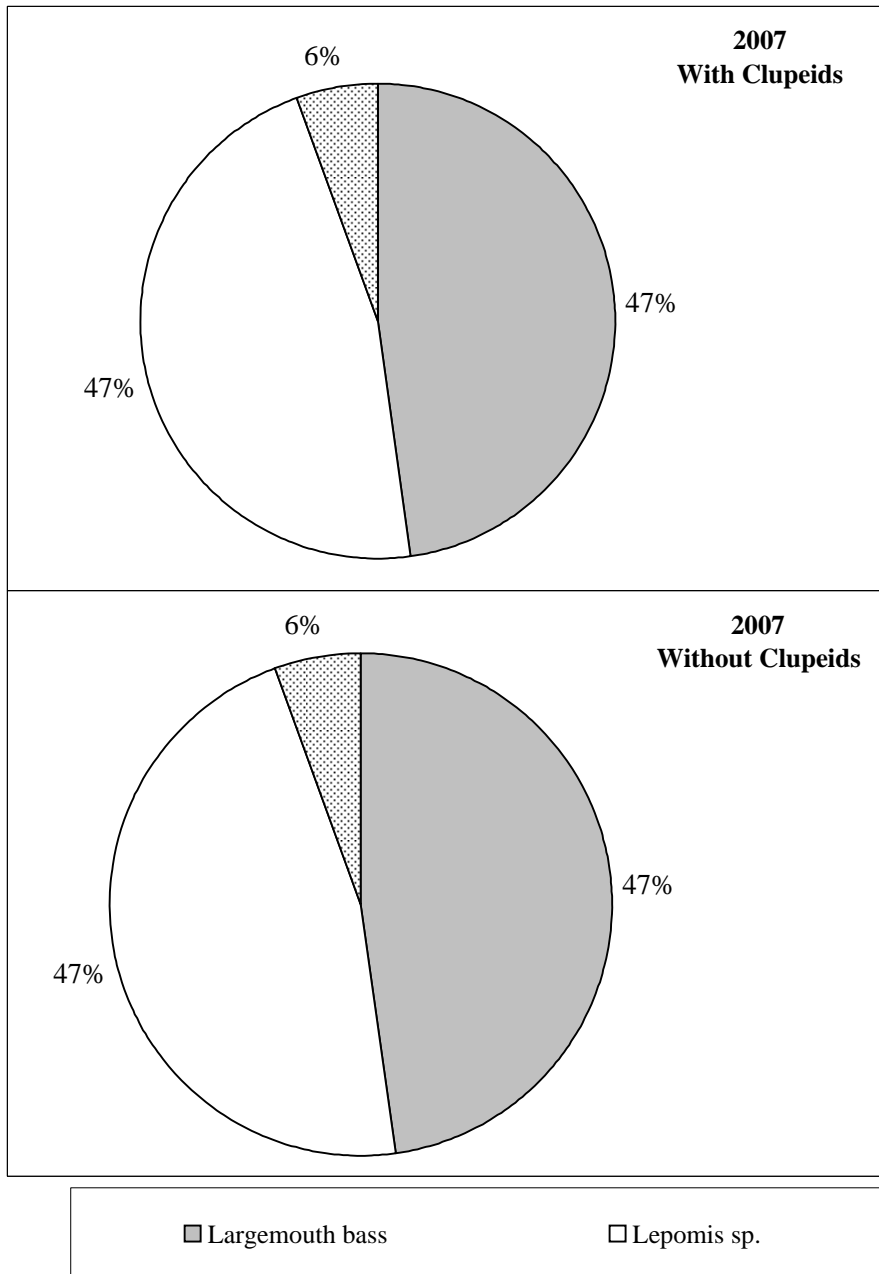 2007
With Clupeids
6%
47%
47%
2007
Without Clupeids
6%
47%
47%
Largemouth bass
Lepomis sp.